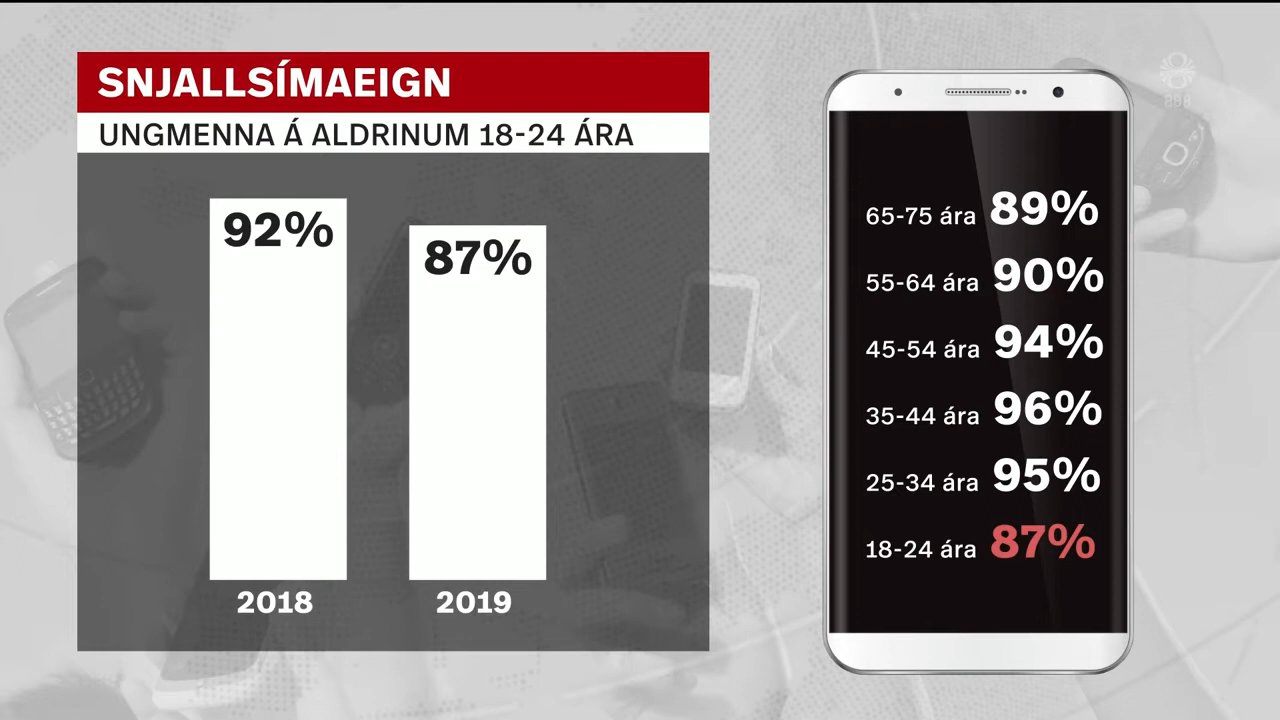 SNJALLSÍMAEIGN
UNGMENNA Á ALDRINUM 18-24 ÁRA
92%
87%
2018
2019
65-75 ára 89%
55-64 ára 90%
45-54 ára 94%
35-44 ára 96%
25-34 ára 95%
18-24 ára 87%